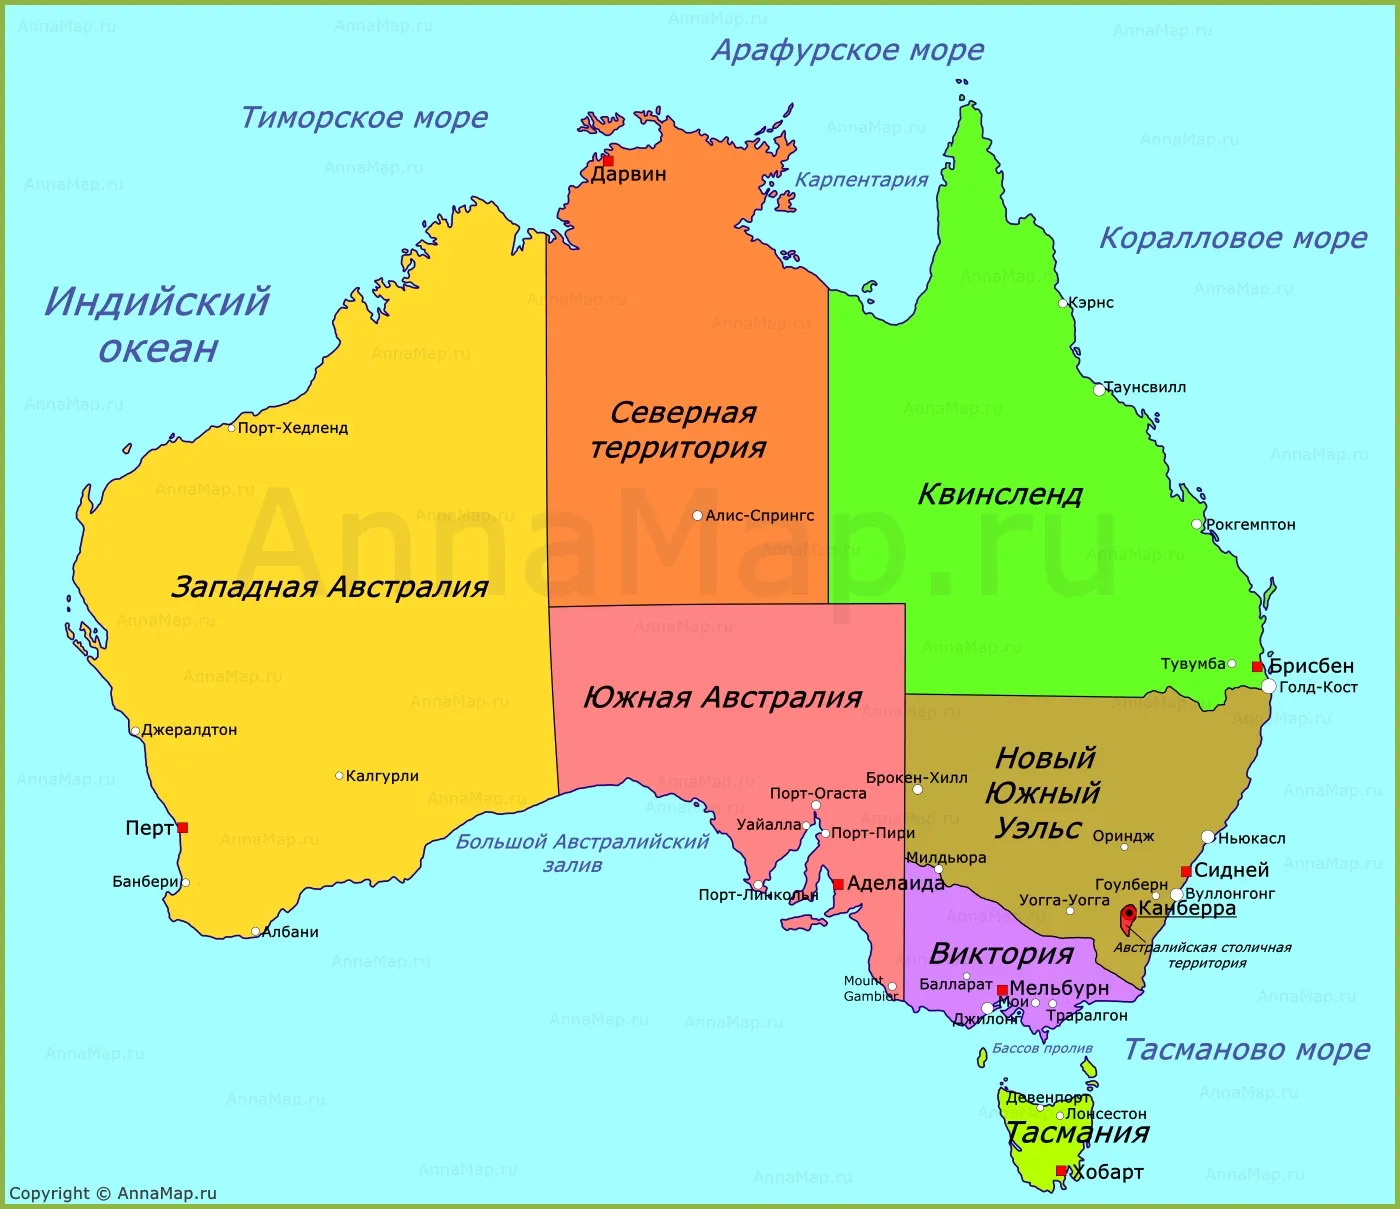 Арафурское море
Тиморское море
Дарвин
Карпентария
Коралловое море
Индийский
океан
Кэрнс
Таунсвилл
Порт-Хедленд
Северная
территория
Квинсленд
Алис-Спрингс
Рокгемптон
AnnaMap.ru
Западная Австралия
Тувумба
Брисбен
Голд-Кост
Южная Австралия
Джералдтон
Новый
Южный
Уэльс
Калгурли
Брокен-Хилл
Порт-Огаста
Уайалла
Порт-Пири
Перт
Большой Австралийский
залив
Ориндж
Ньюкасл
Милдьюра
Сидней
Банбери
Порт-Линкольн
Аделаида
Гоулберн
Вуллонгонг
Уогга-Уогга
Канберра
Албани
Австралийская столичная
территория
Виктория
Mount
Gambier
Балларат
Мельбурн
Мои
Джилонг
Траралгон
Бассов пролив
Тасманово море
Девенпорт
Лонсестон
Тасмания
Хобарт
Copyright © AnnaMap.ru